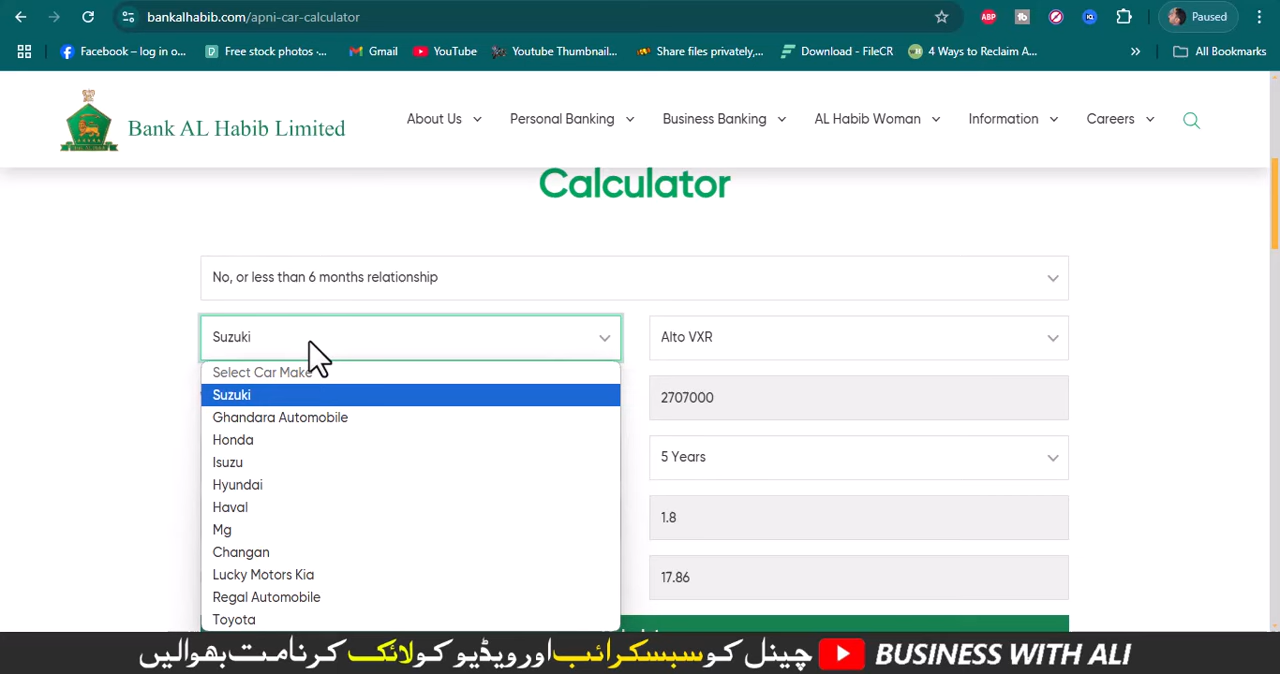 bankalhabib.com/apni-car-calculator
Paused
Facebook – log in o...
Free stock photos -...
Gmail
YouTube
Youtube Thumbnail...
Share files privately,...
Download - FileCR
4 Ways to Reclaim A...
»
All Bookmarks
Bank AL Habib Limited
About Us
Personal Banking
Business Banking
AL Habib Woman
Information
Careers
Calculator
No, or less than 6 months relationship
Suzuki
Alto VXR
Select Car Make
Suzuki
2707000
Ghandara Automobile
Honda
5 Years
Isuzu
Hyundai
Haval
1.8
Mg
Changan
Lucky Motors Kia
17.86
Regal Automobile
Toyota
چینل کو سبسکرائب اور ویڈیو کو لائک کرنا مت بھولیں
BUSINESS WITH ALI